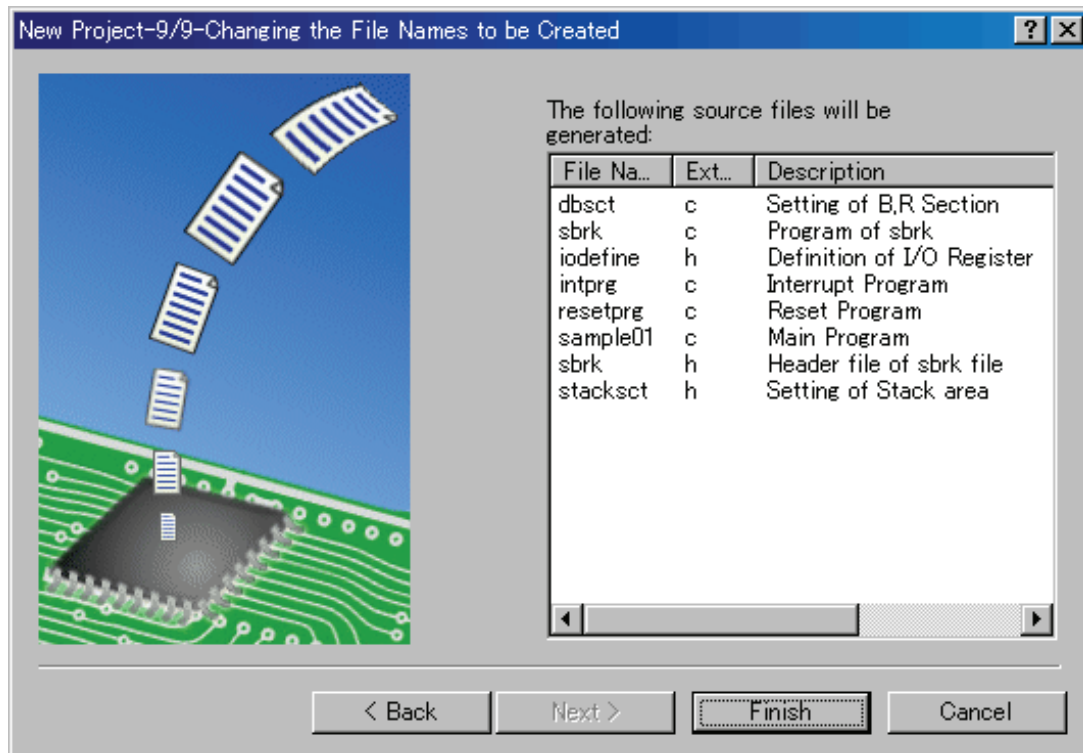 New Project-9/9-Changing the File Names to be Created
The following source files will be
generated:
File Na... Ext... Description
dbsct c Setting of B,R Section
sbrk c Program of sbrk
iodefine h Definition of I/O Register
intprg c Interrupt Program
resetprg c Reset Program
sample01 c Main Program
sbrk h Header file of sbrk file
stacksct h Setting of Stack area
< Back Next > Finish Cancel